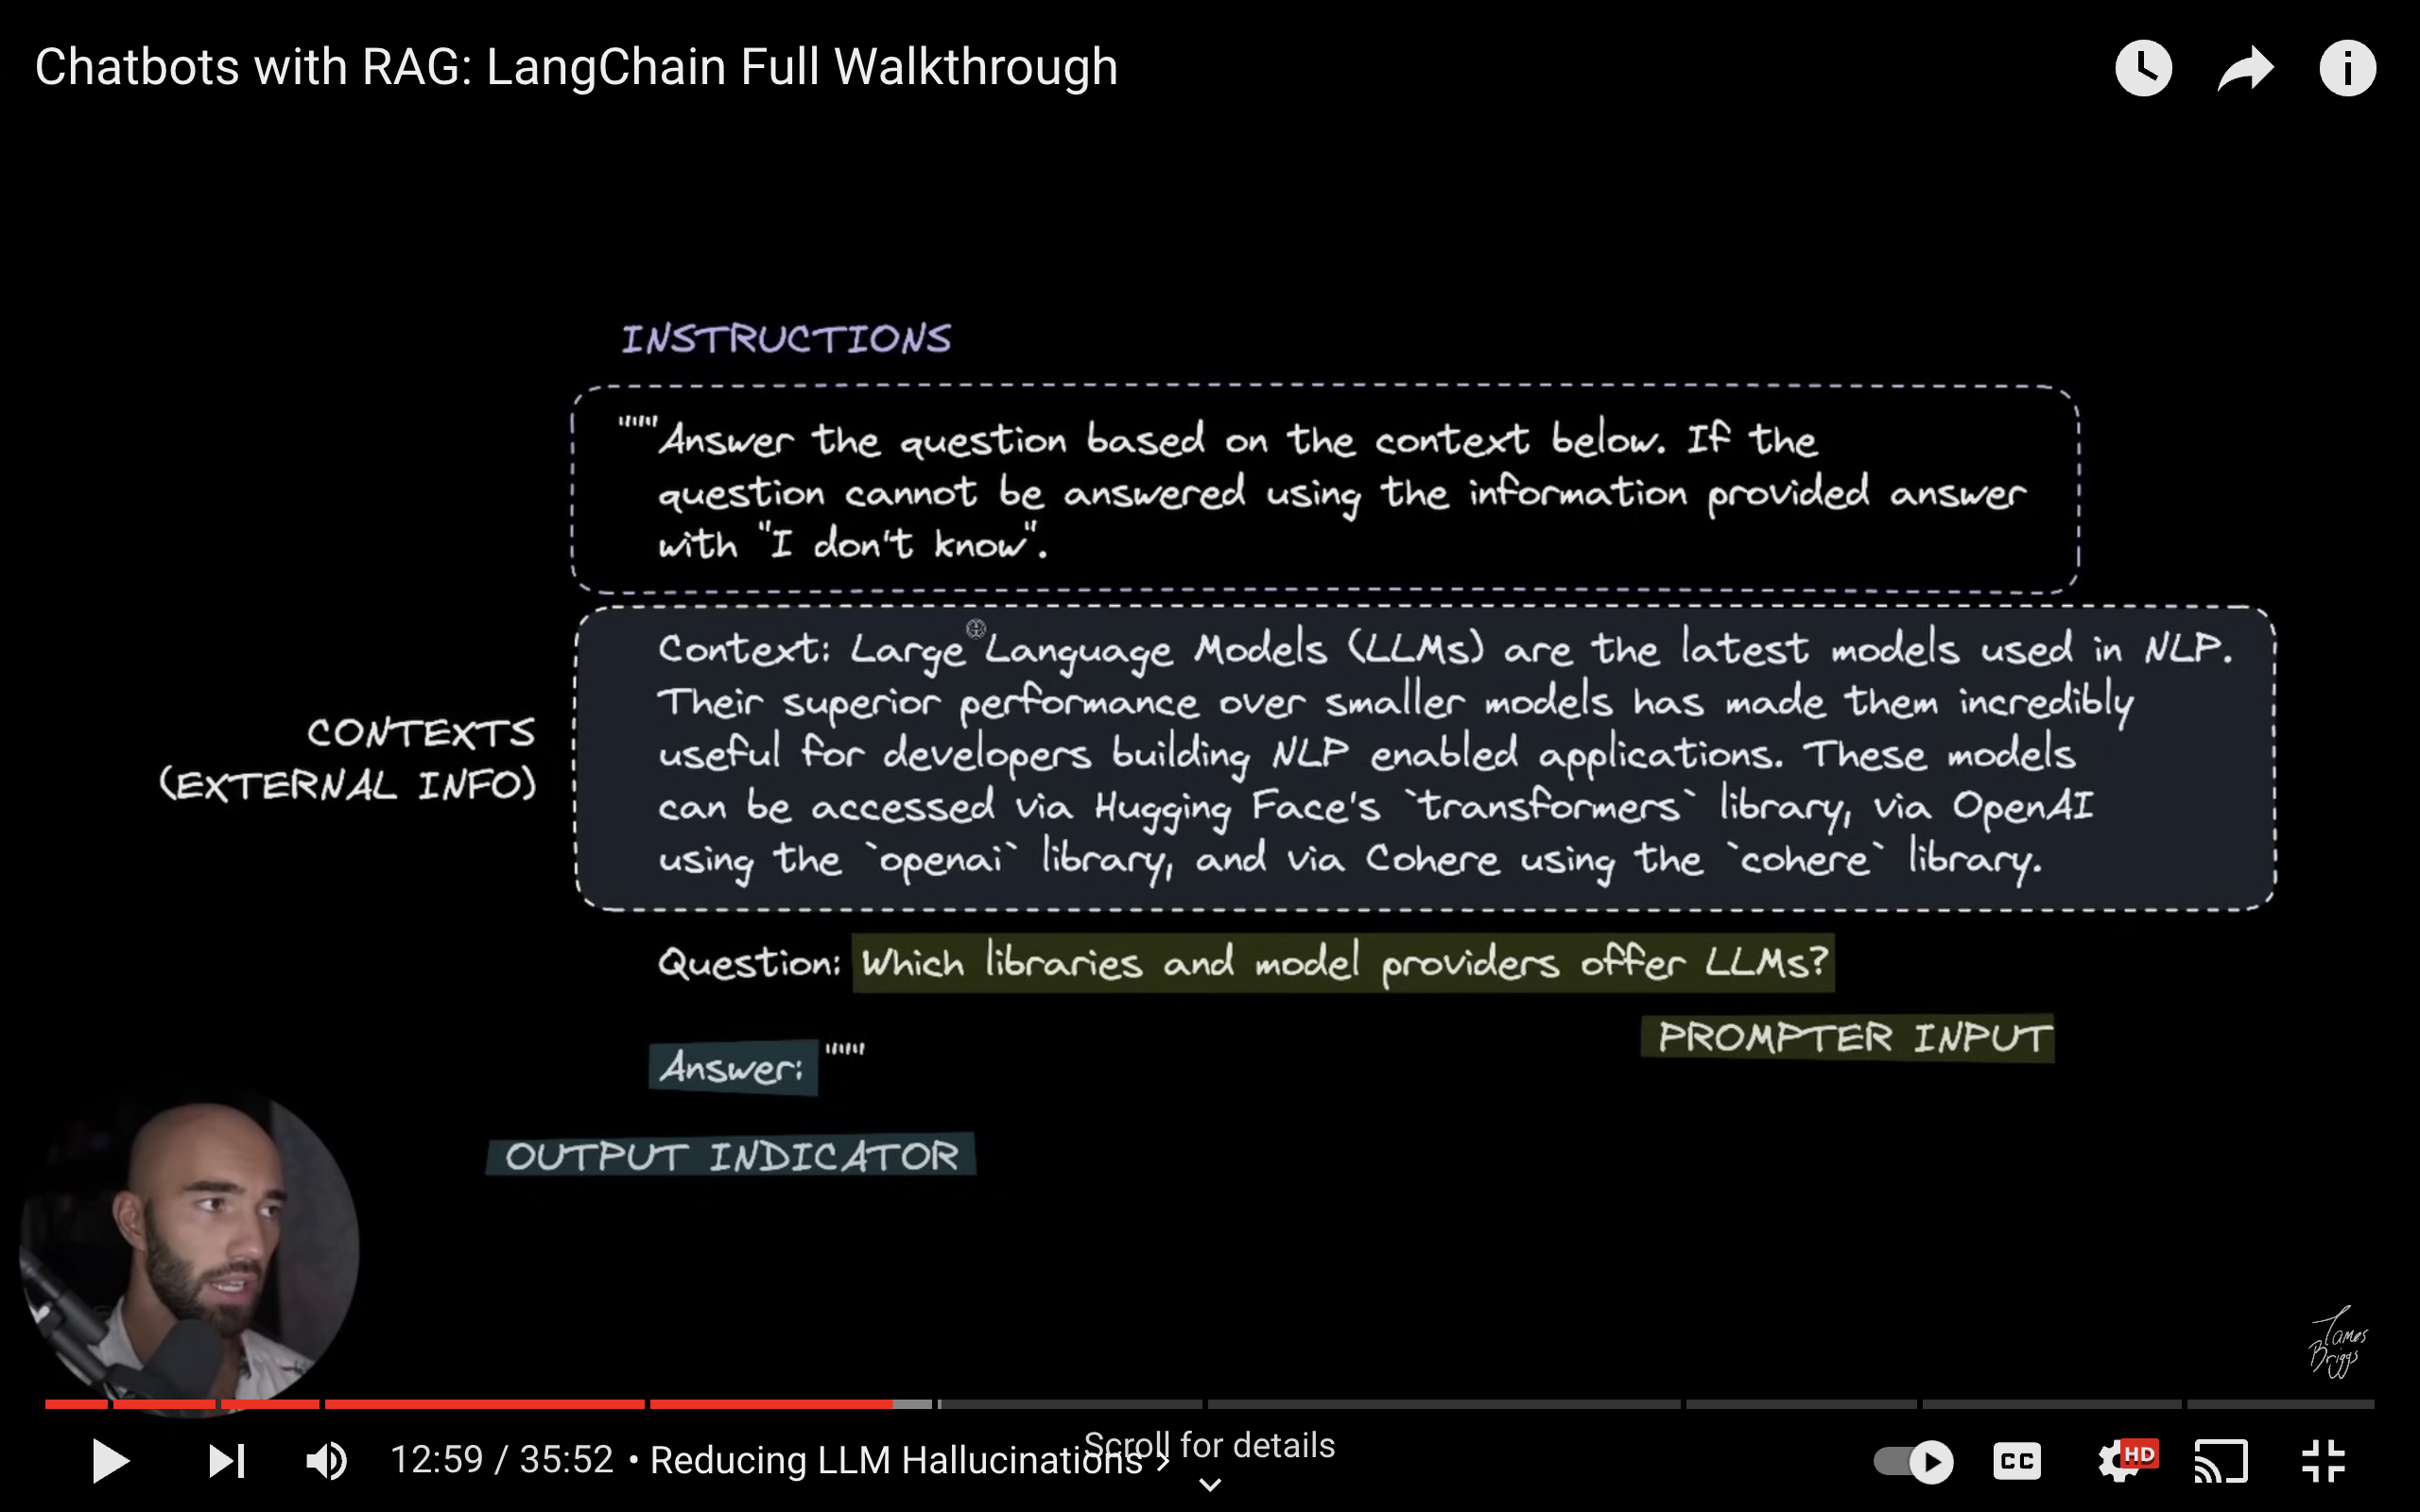 Chatbots with RAG: LangChain Full Walkthrough
INSTRUCTIONS
"""Answer the question based on the context below. If the
question cannot be answered using the information provided answer
with "I don't know".
CONTEXTS
(EXTERNAL INFO)
Context: Large Language Models (LLMs) are the latest models used in NLP.
Their superior performance over smaller models has made them incredibly
useful for developers building NLP enabled applications. These models
can be accessed via Hugging Face's `transformers` library, via OpenAI
using the `openai` library, and via Cohere using the `cohere` library.
Question: Which libraries and model providers offer LLMs?
PROMPTER INPUT
Answer: """
OUTPUT INDICATOR
James
Briggs
12:59 / 35:52 • Reducing LLM Hallucinations >
Scroll for details
CC
HD